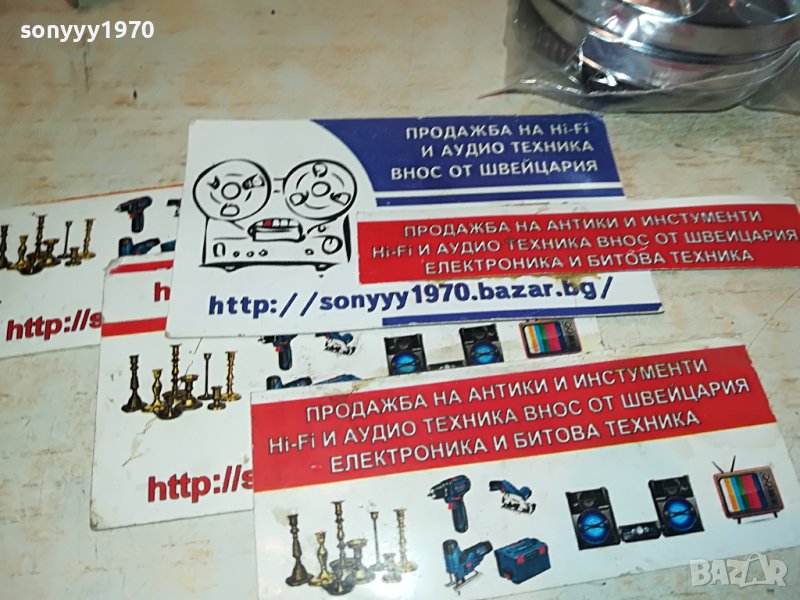 sonyyy1970
ПРОДАЖБА НА Hi-Fi
И АУДИО ТЕХНИКА
ВНОС ОТ ШВЕЙЦАРИЯ
http://sonyyy1970.bazar.bg/
ПРОДАЖБА НА АНТИКИ И ИНСТУМЕНТИ
Hi-Fi И АУДИО ТЕХНИКА ВНОС ОТ ШВЕЙЦАРИЯ
ЕЛЕКТРОНИКА И БИТОВА ТЕХНИКА
http://s
http://s
ПРОДАЖБА НА АНТИКИ И ИНСТУМЕНТИ
Hi-Fi И АУДИО ТЕХНИКА ВНОС ОТ ШВЕЙЦАРИЯ
ЕЛЕКТРОНИКА И БИТОВА ТЕХНИКА
BAZAR